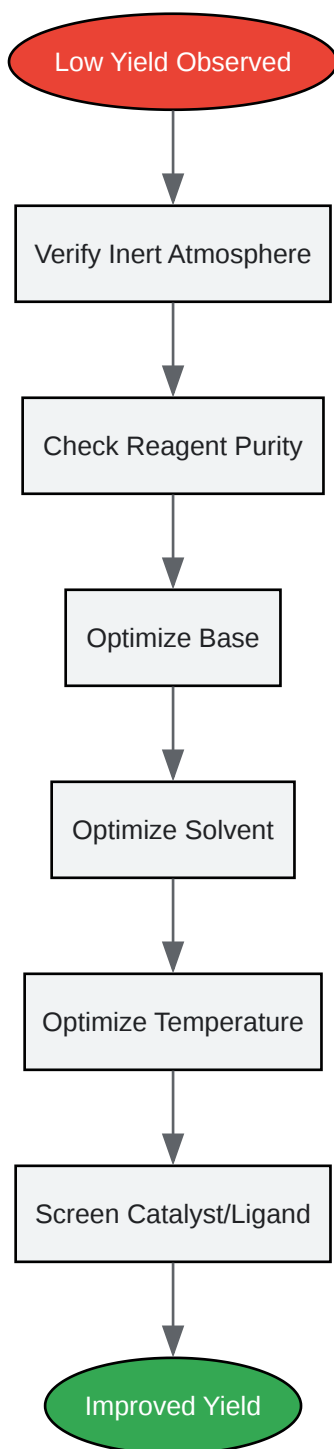 Low Yield Observed
Verify Inert Atmosphere
Check Reagent Purity
Optimize Base
Optimize Solvent
Optimize Temperature
Screen Catalyst/Ligand
Improved Yield